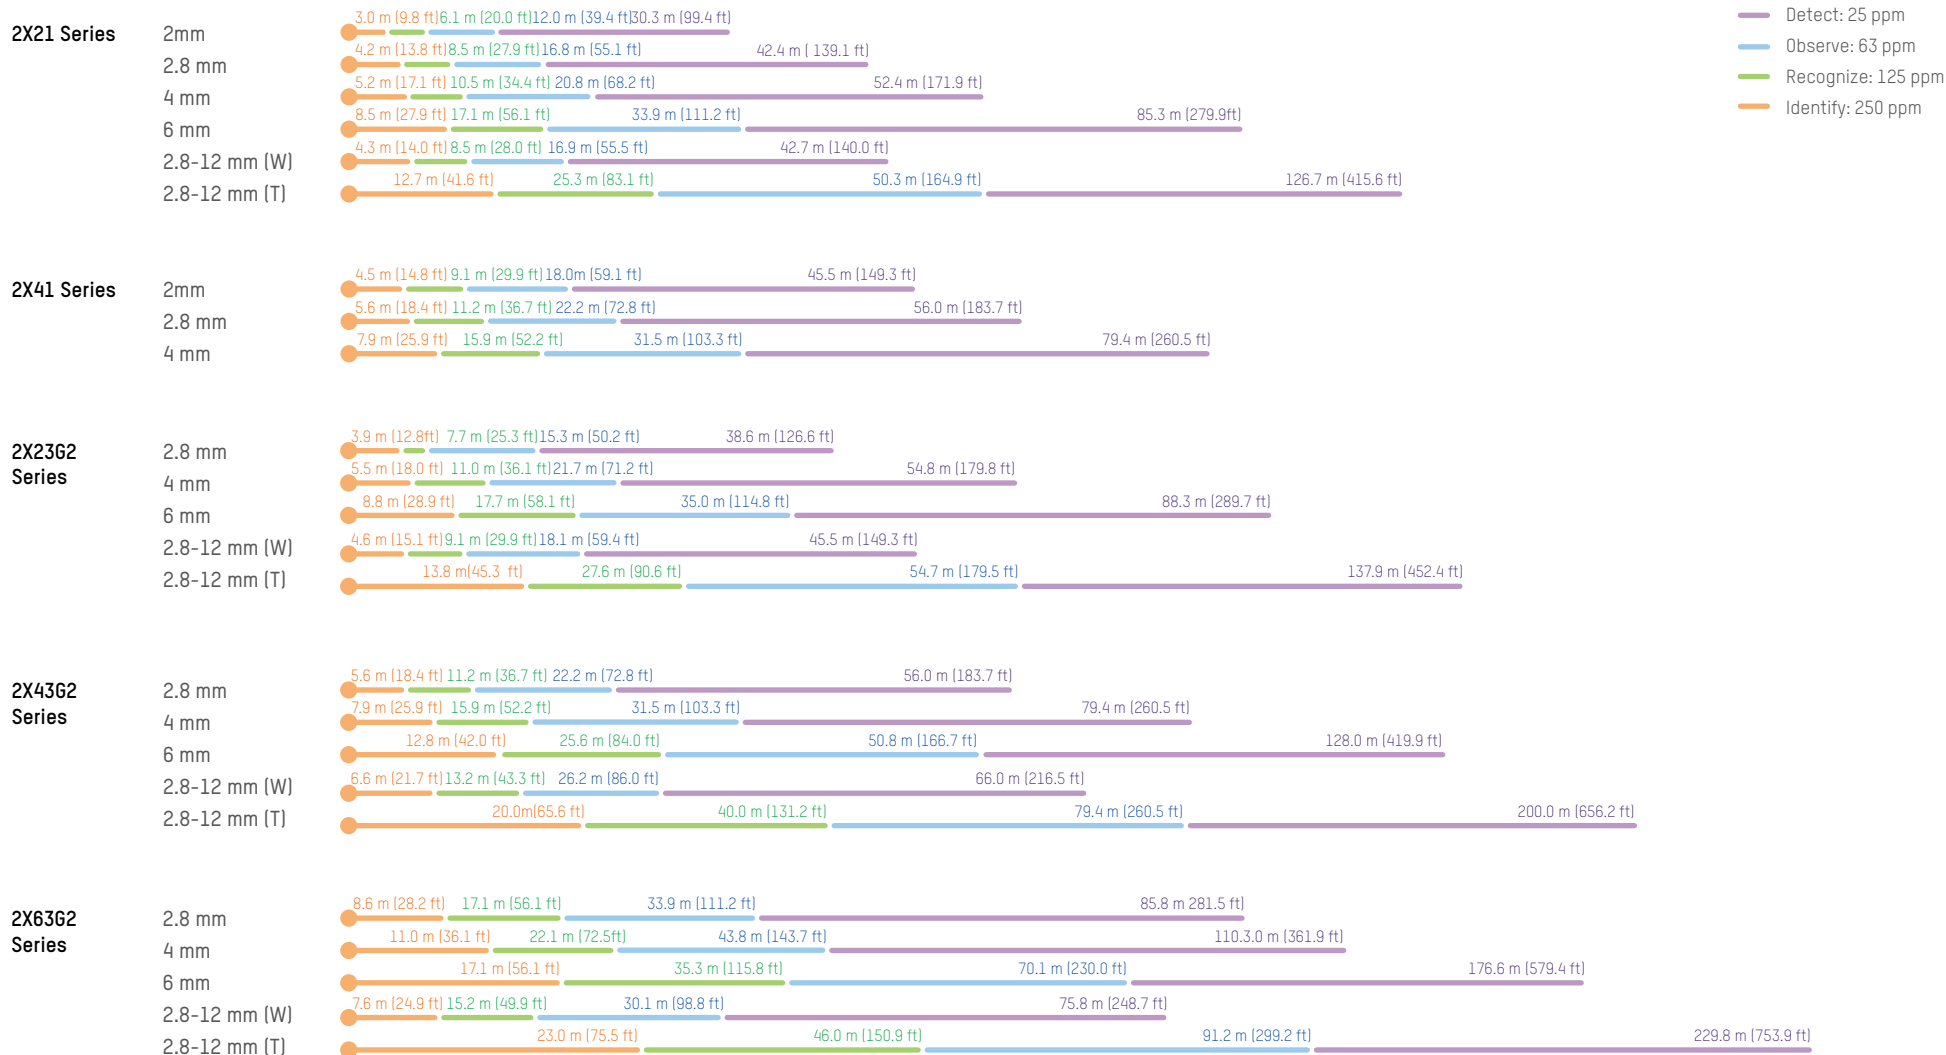 3.0 m (9.8 ft) 6.1 m (20.0 ft) 12.0 m (39.4 ft) 30.3 m (99.4 ft)
2X21 Series 2mm
4.2 m (13.8 ft) 8.5 m (27.9 ft) 16.8 m (55.1 ft) 42.4 m ( 139.1 ft)
2.8 mm
5.2 m (17.1 ft) 10.5 m (34.4 ft) 20.8 m (68.2 ft) 52.4 m (171.9 ft)
4 mm
8.5 m (27.9 ft) 17.1 m (56.1 ft) 33.9 m (111.2 ft) 85.3 m (279.9ft)
6 mm
4.3 m (14.0 ft) 8.5 m (28.0 ft) 16.9 m (55.5 ft) 42.7 m (140.0 ft)
2.8-12 mm (W)
12.7 m (41.6 ft) 25.3 m (83.1 ft) 50.3 m (164.9 ft) 126.7 m (415.6 ft)
2.8-12 mm (T)
Detect: 25 ppm
Observe: 63 ppm
Recognize: 125 ppm
Identify: 250 ppm
4.5 m (14.8 ft) 9.1 m (29.9 ft) 18.0m (59.1 ft) 45.5 m (149.3 ft)
2X41 Series 2mm
5.6 m (18.4 ft) 11.2 m (36.7 ft) 22.2 m (72.8 ft) 56.0 m (183.7 ft)
2.8 mm
7.9 m (25.9 ft) 15.9 m (52.2 ft) 31.5 m (103.3 ft) 79.4 m (260.5 ft)
4 mm
3.9 m (12.8ft) 7.7 m (25.3 ft) 15.3 m (50.2 ft) 38.6 m (126.6 ft)
2X23G2 2.8 mm
5.5 m (18.0 ft) 11.0 m (36.1 ft) 21.7 m (71.2 ft) 54.8 m (179.8 ft)
Series 4 mm
8.8 m (28.9 ft) 17.7 m (58.1 ft) 35.0 m (114.8 ft) 88.3 m (289.7 ft)
6 mm
4.6 m (15.1 ft) 9.1 m (29.9 ft) 18.1 m (59.4 ft) 45.5 m (149.3 ft)
2.8-12 mm (W)
13.8 m(45.3 ft) 27.6 m (90.6 ft) 54.7 m (179.5 ft) 137.9 m (452.4 ft)
2.8-12 mm (T)
5.6 m (18.4 ft) 11.2 m (36.7 ft) 22.2 m (72.8 ft) 56.0 m (183.7 ft)
2X43G2 2.8 mm
7.9 m (25.9 ft) 15.9 m (52.2 ft) 31.5 m (103.3 ft) 79.4 m (260.5 ft)
Series 4 mm
12.8 m (42.0 ft) 25.6 m (84.0 ft) 50.8 m (166.7 ft) 128.0 m (419.9 ft)
6 mm
6.6 m (21.7 ft) 13.2 m (43.3 ft) 26.2 m (86.0 ft) 66.0 m (216.5 ft)
2.8-12 mm (W)
20.0m(65.6 ft) 40.0 m (131.2 ft) 79.4 m (260.5 ft) 200.0 m (656.2 ft)
2.8-12 mm (T)
8.6 m (28.2 ft) 17.1 m (56.1 ft) 33.9 m (111.2 ft) 85.8 m 281.5 ft)
2X63G2 2.8 mm
11.0 m (36.1 ft) 22.1 m (72.5ft) 43.8 m (143.7 ft) 110.3.0 m (361.9 ft)
Series 4 mm
17.1 m (56.1 ft) 35.3 m (115.8 ft) 70.1 m (230.0 ft) 176.6 m (579.4 ft)
6 mm
7.6 m (24.9 ft) 15.2 m (49.9 ft) 30.1 m (98.8 ft) 75.8 m (248.7 ft)
2.8-12 mm (W)
23.0 m (75.5 ft) 46.0 m (150.9 ft) 91.2 m (299.2 ft) 229.8 m (753.9 ft)
2.8-12 mm (T)